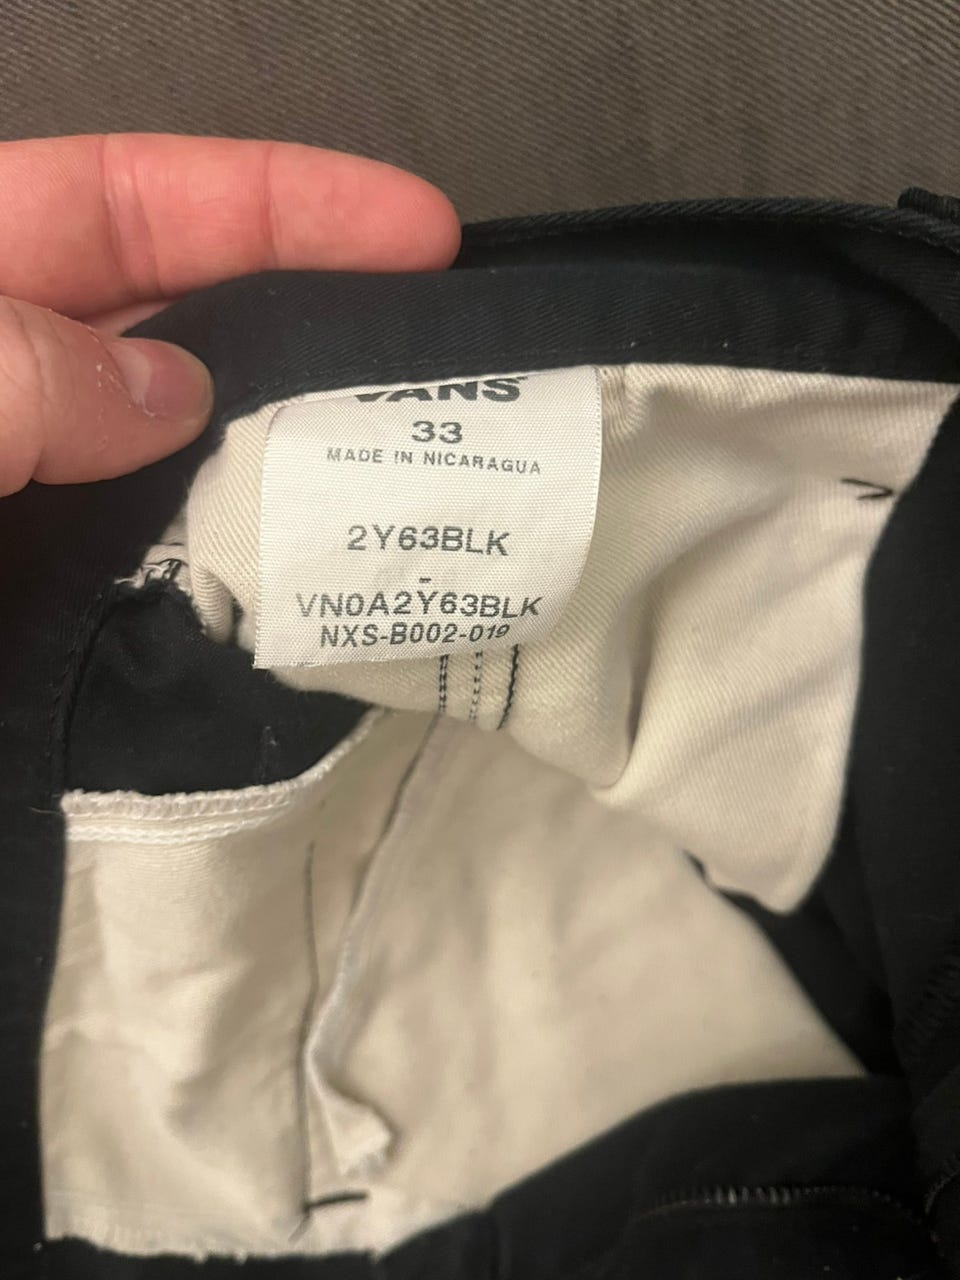 VANS
33
MADE IN NICARAGUA
2Y63BLK
-
VN0A2Y63BLK
NXS-B002-019